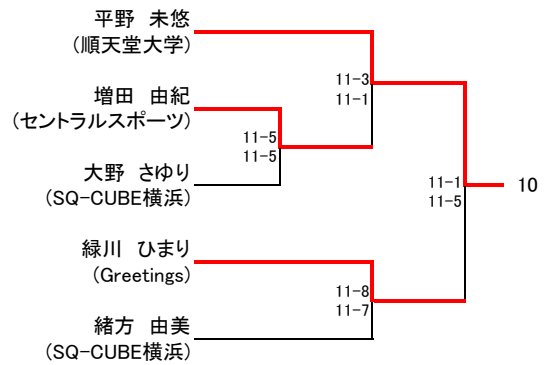 平野　未悠
(順天堂大学)
11-3
11-1
増田　由紀
(セントラルスポーツ)
11-5
11-5
大野　さゆり
(SQ-CUBE横浜)
11-1
11-5
10
緑川　ひまり
(Greetings)
11-8
11-7
緒方　由美
(SQ-CUBE横浜)